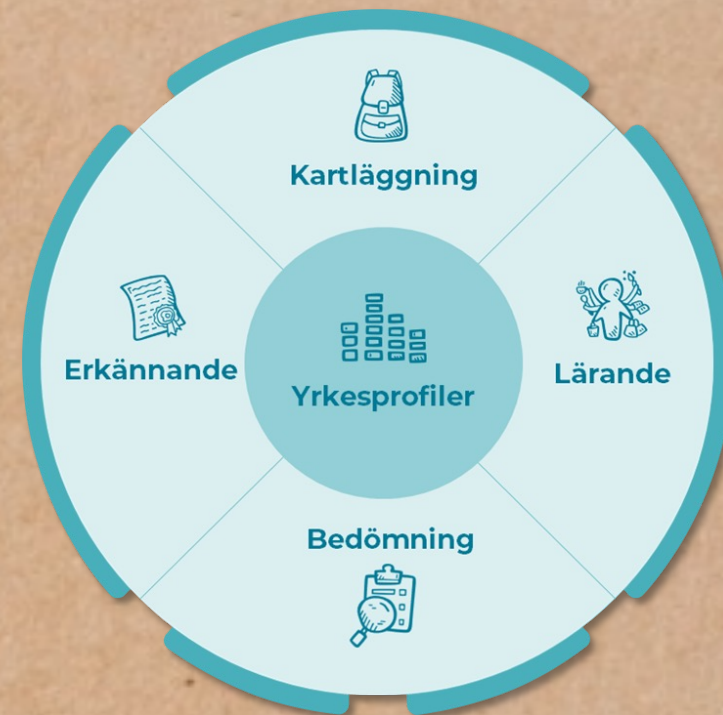 Kartläggning
Erkännande
Lärande
Yrkesprofiler
Bedömning